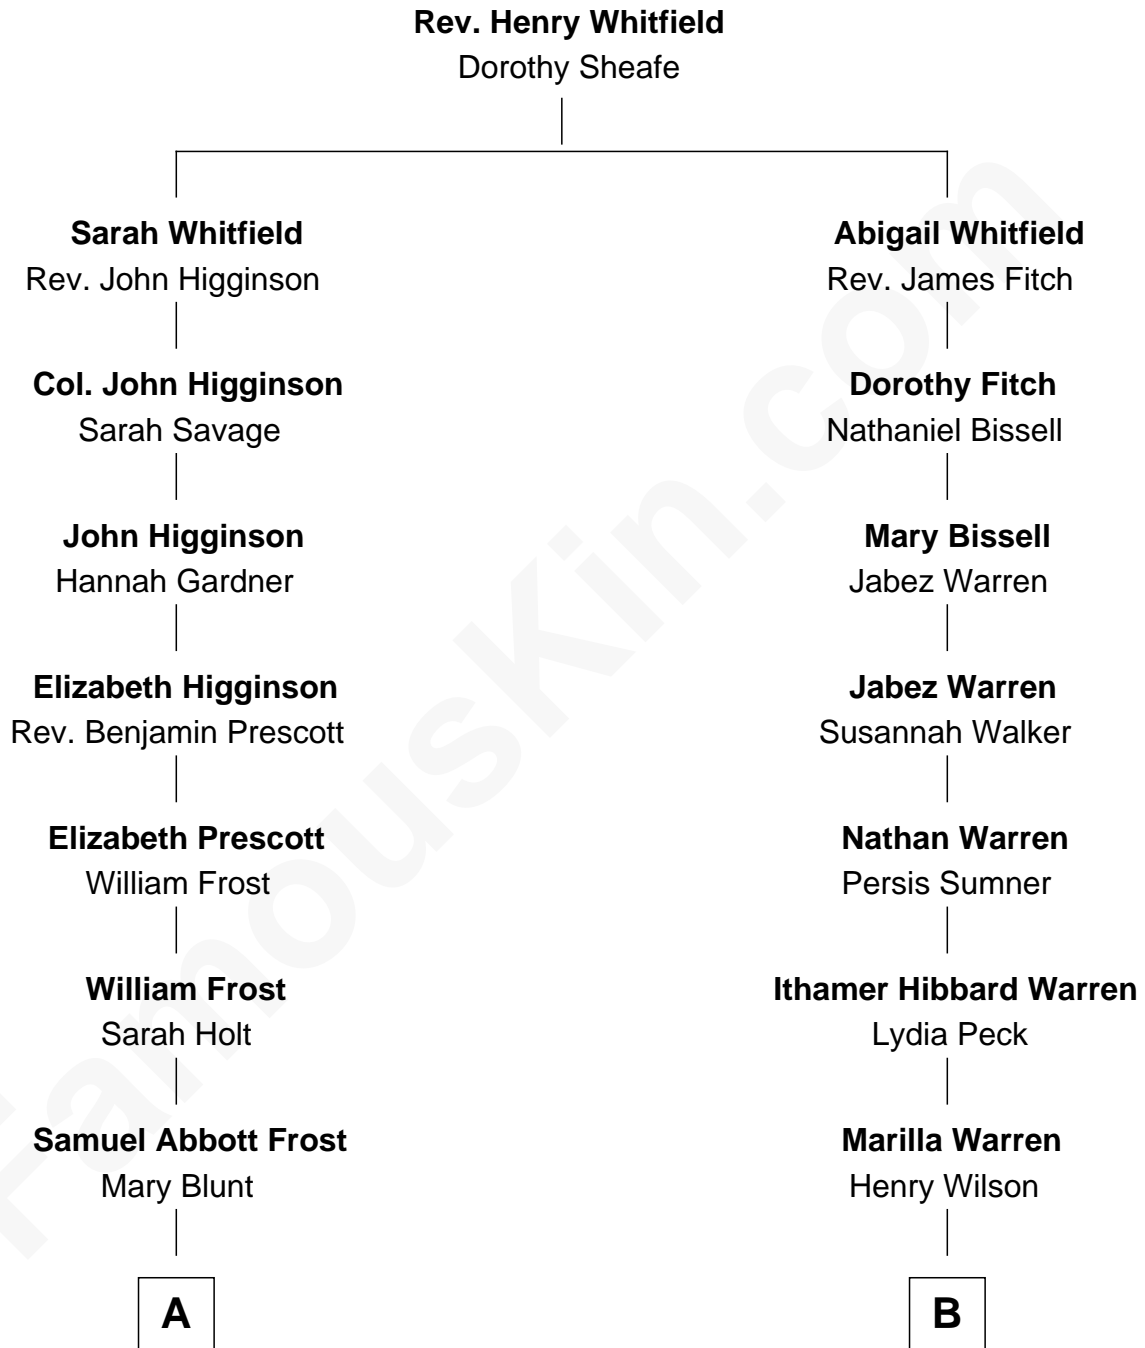 Rev. Henry Whitfield
Dorothy Sheafe
Sarah Whitfield
Rev. John Higginson
Abigail Whitfield
Rev. James Fitch
Col. John Higginson
Sarah Savage
Dorothy Fitch
Nathaniel Bissell
John Higginson
Hannah Gardner
Mary Bissell
Jabez Warren
Elizabeth Higginson
Rev. Benjamin Prescott
Jabez Warren
Susannah Walker
Elizabeth Prescott
William Frost
Nathan Warren
Persis Sumner
William Frost
Sarah Holt
Ithamer Hibbard Warren
Lydia Peck
Samuel Abbott Frost
Mary Blunt
Marilla Warren
Henry Wilson
A
B
FamousKin.com